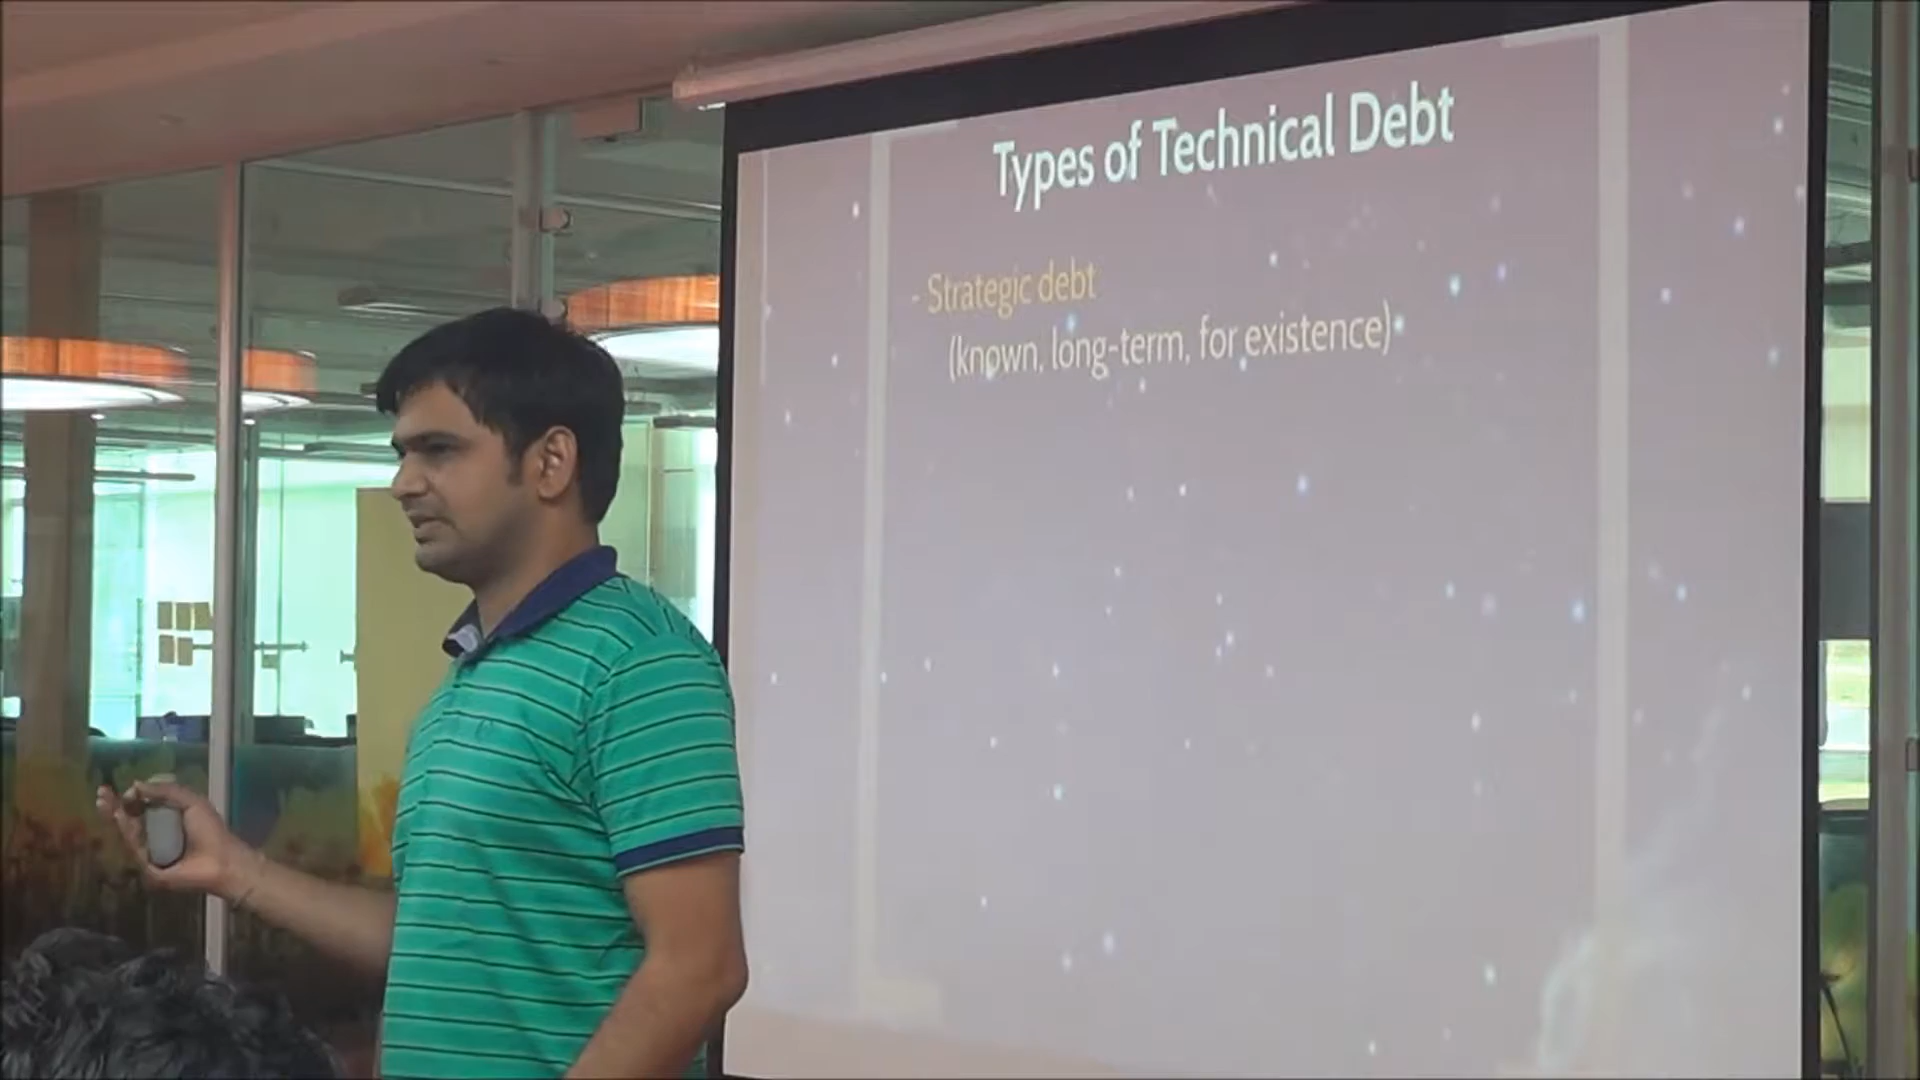 Types of Technical Debt
- Strategic debt
(known, long-term, for existence)